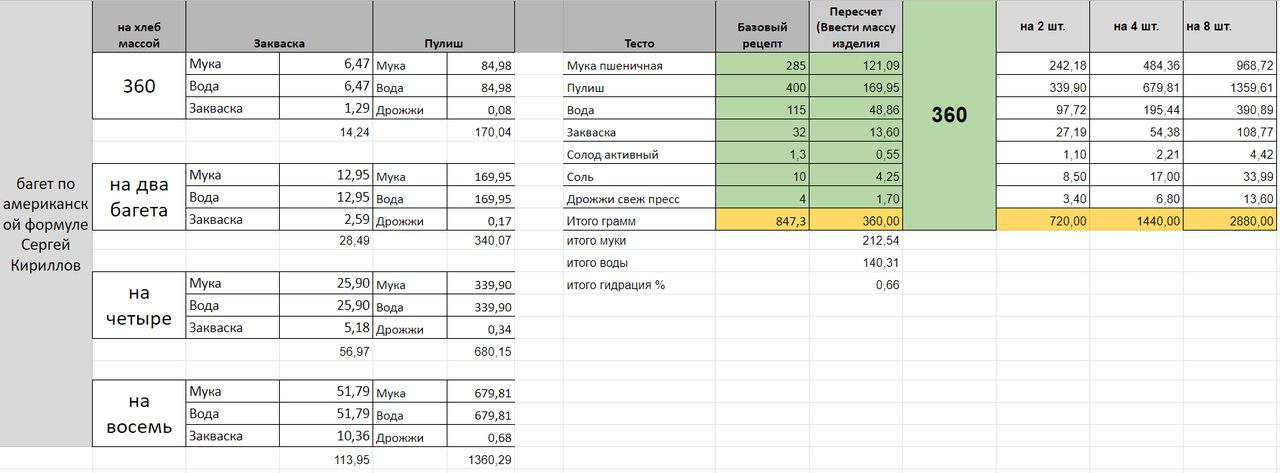 на хлеб массой Закваска Пулиш Тесто Базовый рецепт Пересчет (Ввести массу изделия 360 на 2 шт. на 4 шт. на 8 шт.
багет по американск ой формуле Сергей Кириллов
360 Мука 6,47 Мука 84,98 Мука пшеничная 285 121,09 242,18 484,36 968,72
Вода 6,47 Вода 84,98 Пулиш 400 169,95 339,90 679,81 1359,61
Закваска 1,29 Дрожжи 0,08 Вода 115 48,86 97,72 195,44 390,89
14,24 170,04 Закваска 32 13,60 27,19 54,38 108,77
Солод активный 1,3 0,55 1,10 2,21 4,42
на два багета Мука 12,95 Мука 169,95 Соль 10 4,25 8,50 17,00 33,99
Вода 12,95 Вода 169,95 Дрожжи свеж пресс 4 1,70 3,40 6,80 13,60
Закваска 2,59 Дрожжи 0,17 Итого грамм 847,3 360,00 720,00 1440,00 2880,00
28,49 340,07 итого муки 212,54
итого воды 140,31
на четыре Мука 25,90 Мука 339,90 итого гидрация % 0,66
Вода 25,90 Вода 339,90
Закваска 5,18 Дрожжи 0,34
56,97 680,15
на восемь Мука 51,79 Мука 679,81
Вода 51,79 Вода 679,81
Закваска 10,36 Дрожжи 0,68
113,95 1360,29